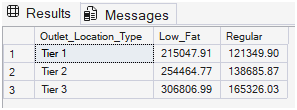 Results Messages
Outlet_Location_Type Low_Fat Regular
1 Tier 1 215047.91 121349.90
2 Tier 2 254464.77 138685.87
3 Tier 3 306806.99 165326.03